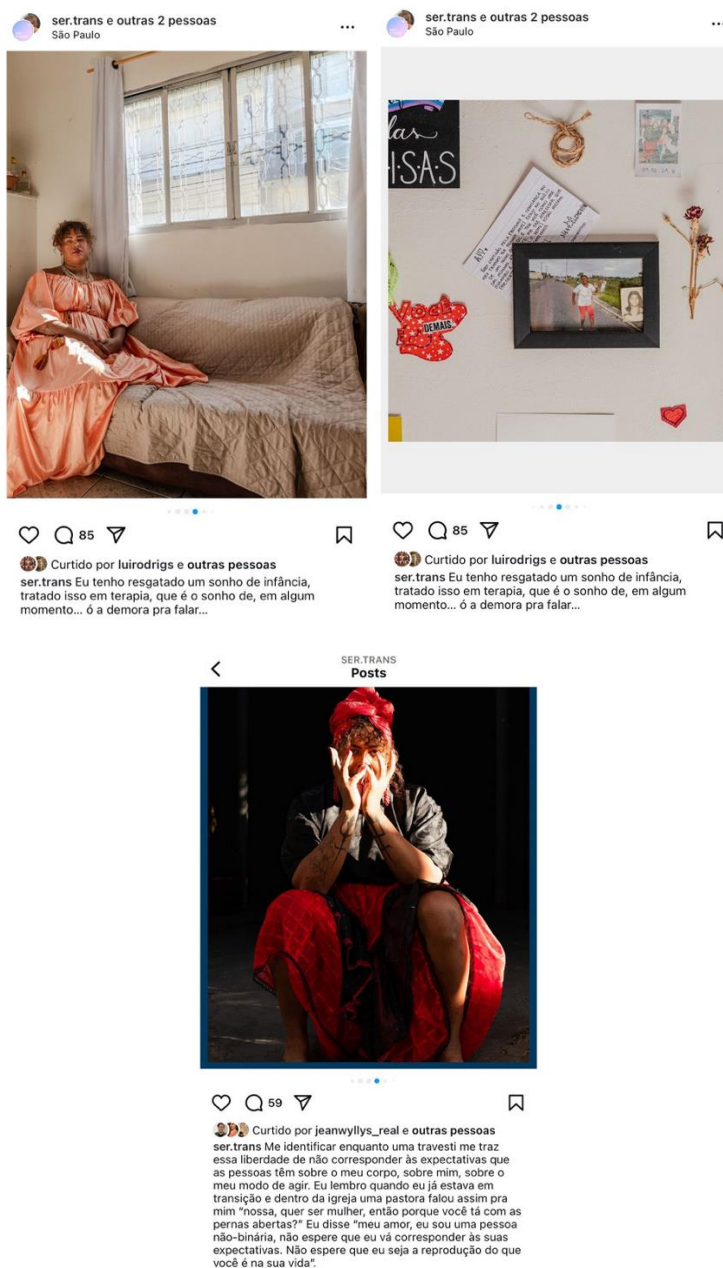 ser.trans e outras 2 pessoas
São Paulo
85
Curtido por luirodrigs e outras pessoas
ser.trans Eu tenho resgatado um sonho de infância,
tratado isso em terapia, que é o sonho de, em algum
momento... ó a demora pra falar...
ser.trans e outras 2 pessoas
São Paulo
las
I.S.A.S
VOCÊ
É
DEMAIS.
85
Curtido por luirodrigs e outras pessoas
ser.trans Eu tenho resgatado um sonho de infância,
tratado isso em terapia, que é o sonho de, em algum
momento... ó a demora pra falar...
SER.TRANS
Posts
59
Curtido por jeanwyllys_real e outras pessoas
ser.trans Me identificar enquanto uma travesti me traz
essa liberdade de não corresponder às expectativas que
as pessoas têm sobre o meu corpo, sobre mim, sobre o
meu modo de agir. Eu lembro quando eu já estava em
transição e dentro da igreja uma pastora falou assim pra
mim “nossa, quer ser mulher, então porque você tá com as
pernas abertas?” Eu disse “meu amor, eu sou uma pessoa
não-binária, não espere que eu vá corresponder às suas
expectativas. Não espere que eu seja a reprodução do que
você é na sua vida”.